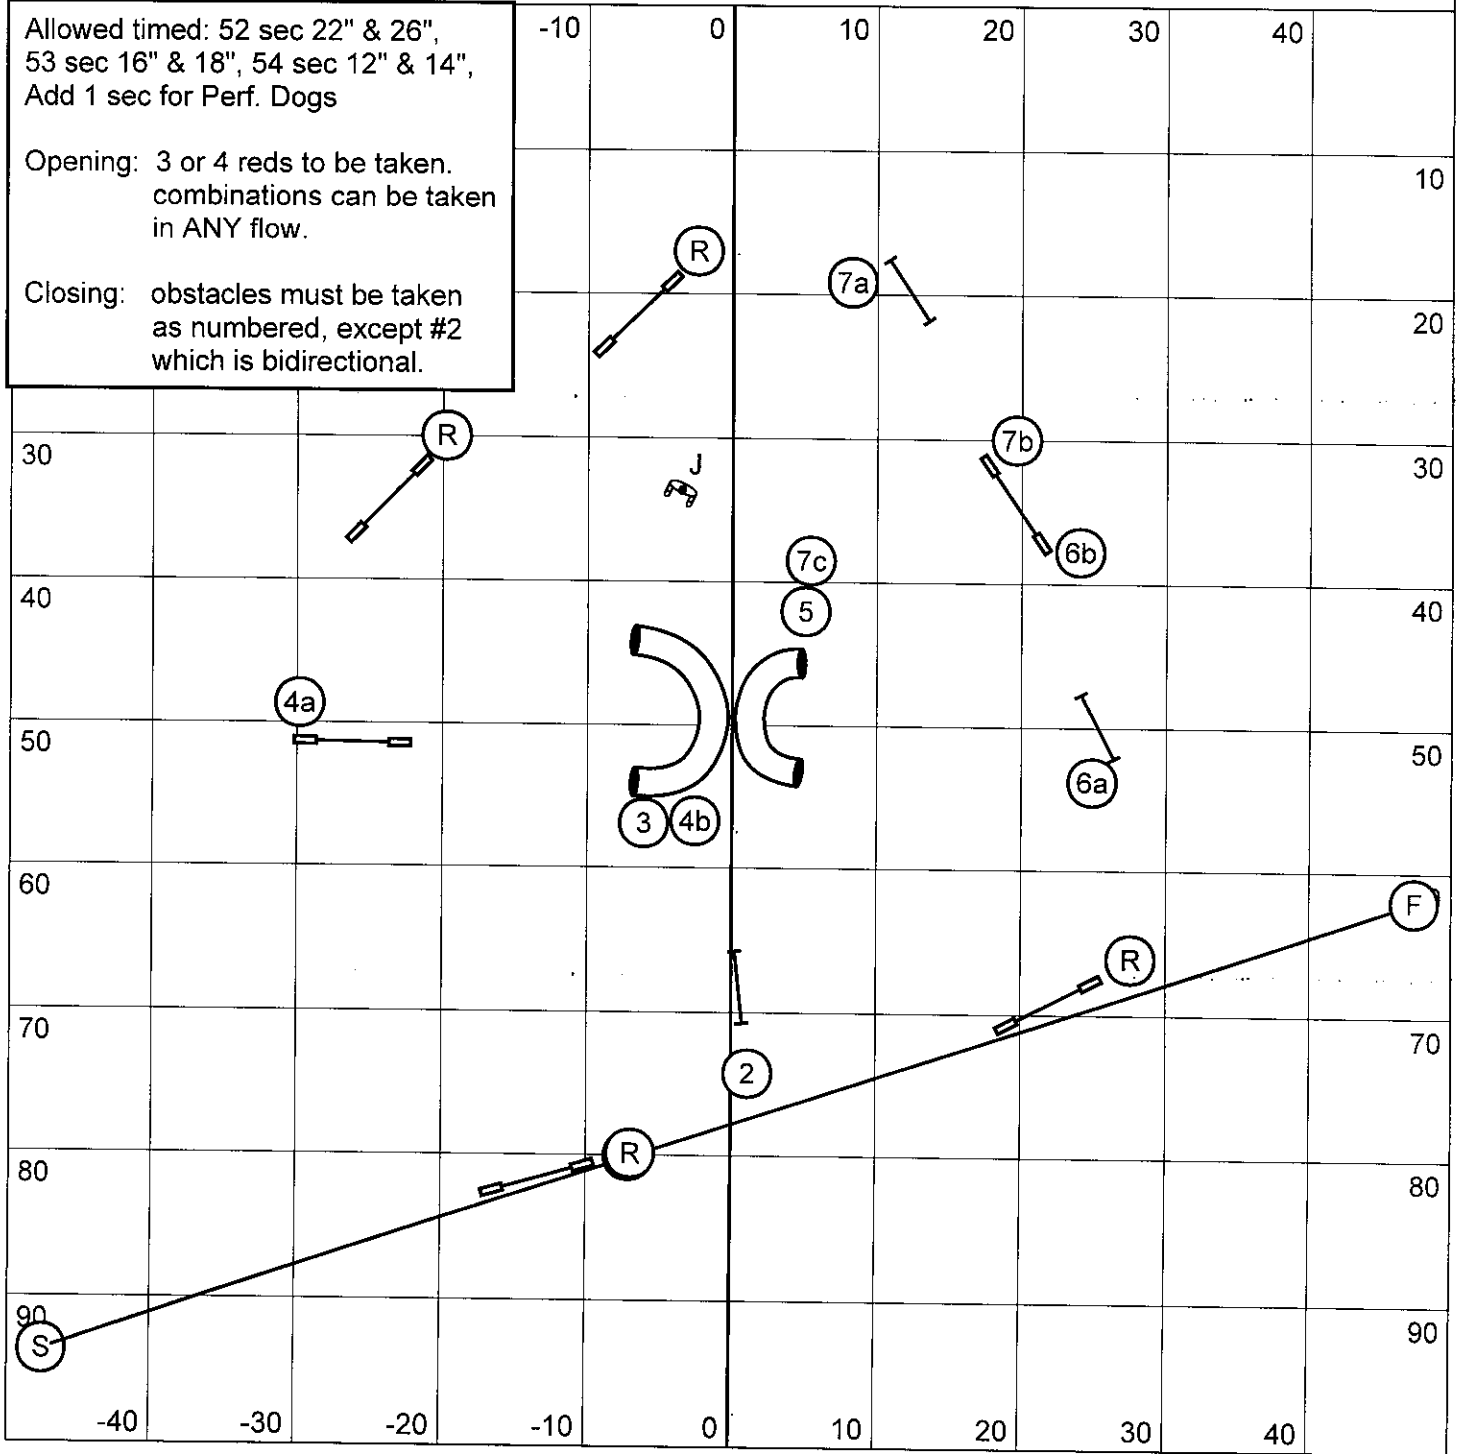 Allowed timed: 52 sec 22" & 26",
53 sec 16" & 18", 54 sec 12" & 14",
Add 1 sec for Perf. Dogs
Opening: 3 or 4 reds to be taken.
combinations can be taken
in ANY flow.
Closing: obstacles must be taken
as numbered, except #2
which is bidirectional.
-10 0 10 20 30 40
10
R
7a
20
R
7b
30 30
J
6b
7c
5
40 40
4a
50 50
6a
3 4b
60
F
R
70 70
2
R
80 80
90 90
S
-40 -30 -20 -10 0 10 20 30 40